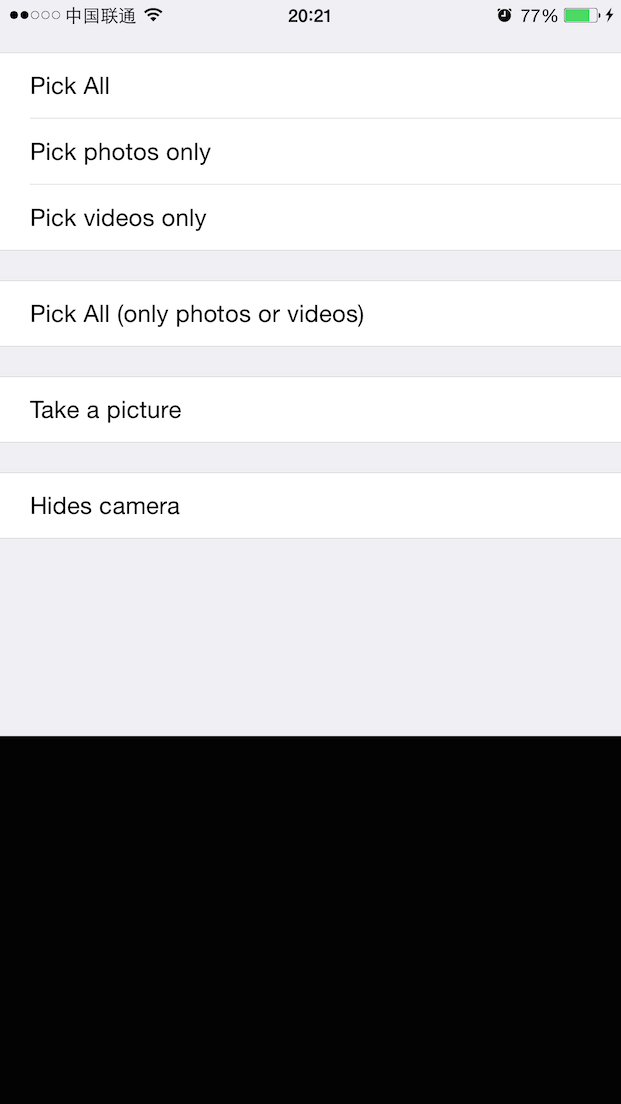 中国联通 20:21 77%
Pick All
Pick photos only
Pick videos only
Pick All (only photos or videos)
Take a picture
Hides camera